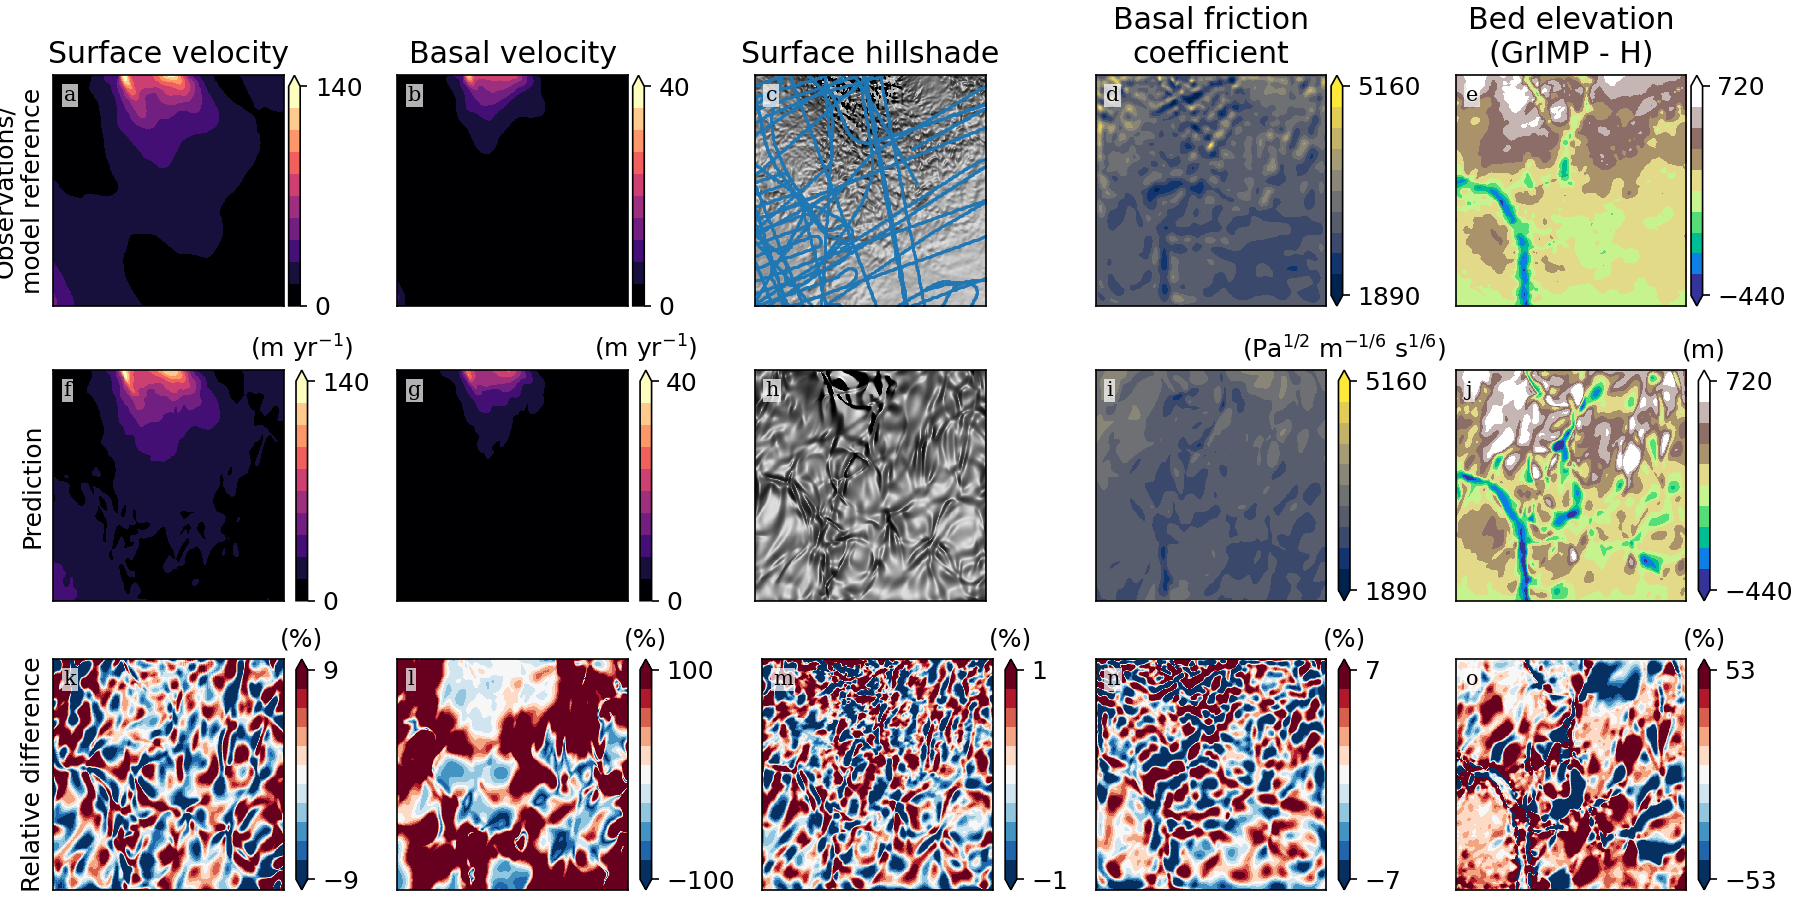 Surface velocity
Basal velocity
Surface hillshade
Basal friction
coefficient
Bed elevation
(GrIMP - H)
Observations/
model reference
a
140
0
b
40
0
c
d
5160
1890
e
720
−440
(m yr−1)
(m yr−1)
(Pa1/2 m−1/6 s1/6)
(m)
Prediction
f
140
0
g
40
0
h
i
5160
1890
j
720
−440
(%)
(%)
(%)
(%)
(%)
Relative difference
k
9
−9
l
100
−100
m
1
−1
n
7
−7
o
53
−53